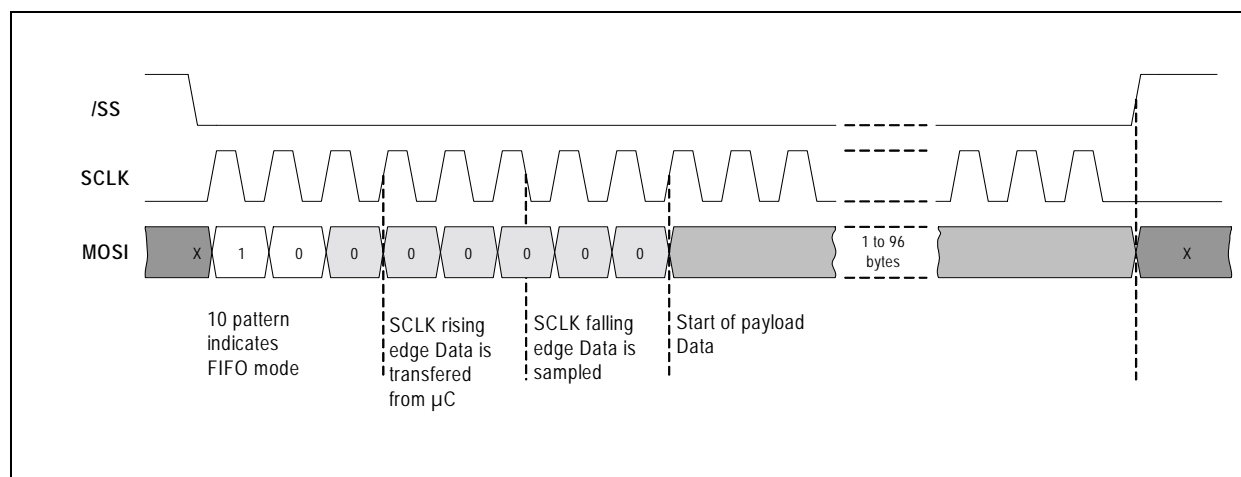 /SS
SCLK
MOSI
X
1
0
0
0
0
0
0
0
1 to 96
bytes
X
10 pattern
indicates
FIFO mode
SCLK rising
edge Data is
transfered
from µC
SCLK falling
edge Data is
sampled
Start of payload
Data